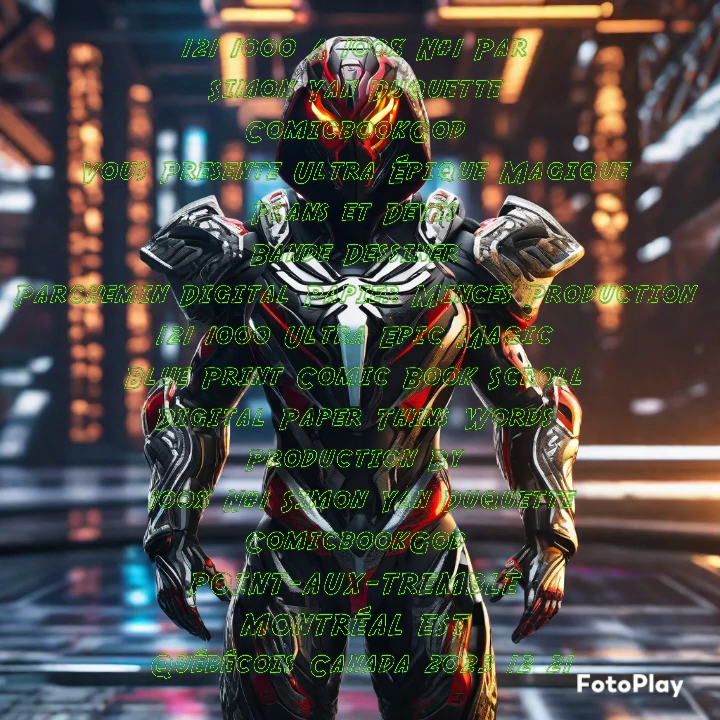 121 1000 A 100% N#1 Par
Simon Yan Duquette
ComicbookGod
Vous Presente Ultra Épique Magique
Plans et Devis
Bande Dessiner
Parchemin Digital Papier Minces Production
121 1000 Ultra Epic Magic
Blue Print Comic Book Scroll
Digital Paper Thins Words
Production By
100% N#1 Simon Yan Duquette
ComicbookGod
Point-aux-Tremble
Montréal Est
Québécois Canada 2023 12 21
FotoPlay